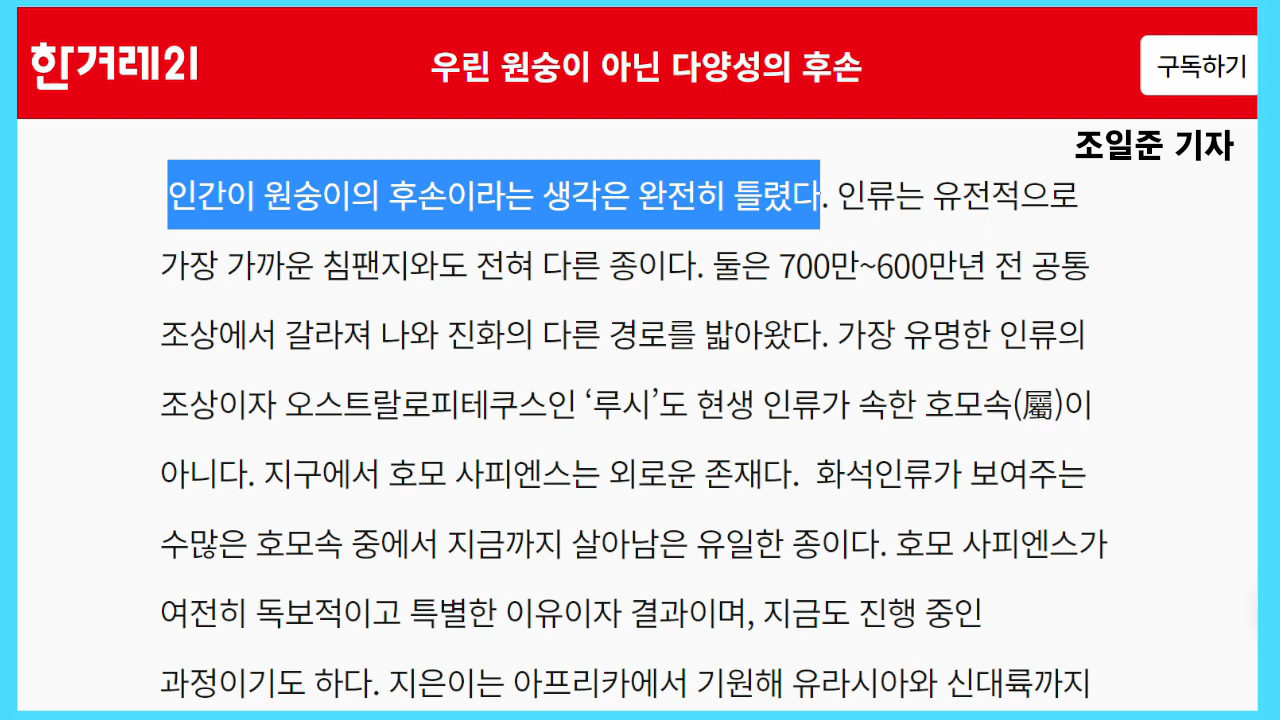 한겨레21
우린 원숭이 아닌 다양성의 후손
구독하기
조일준 기자
인간이 원숭이의 후손이라는 생각은 완전히 틀렸다. 인류는 유전적으로
가장 가까운 침팬지와도 전혀 다른 종이다. 둘은 700만~600만년 전 공통
조상에서 갈라져 나와 진화의 다른 경로를 밟아왔다. 가장 유명한 인류의
조상이자 오스트랄로피테쿠스인 ‘루시’도 현생 인류가 속한 호모속(屬)이
아니다. 지구에서 호모 사피엔스는 외로운 존재다. 화석인류가 보여주는
수많은 호모속 중에서 지금까지 살아남은 유일한 종이다. 호모 사피엔스가
여전히 독보적이고 특별한 이유이자 결과이며, 지금도 진행 중인
과정이기도 하다. 지은이는 아프리카에서 기원해 유라시아와 신대륙까지